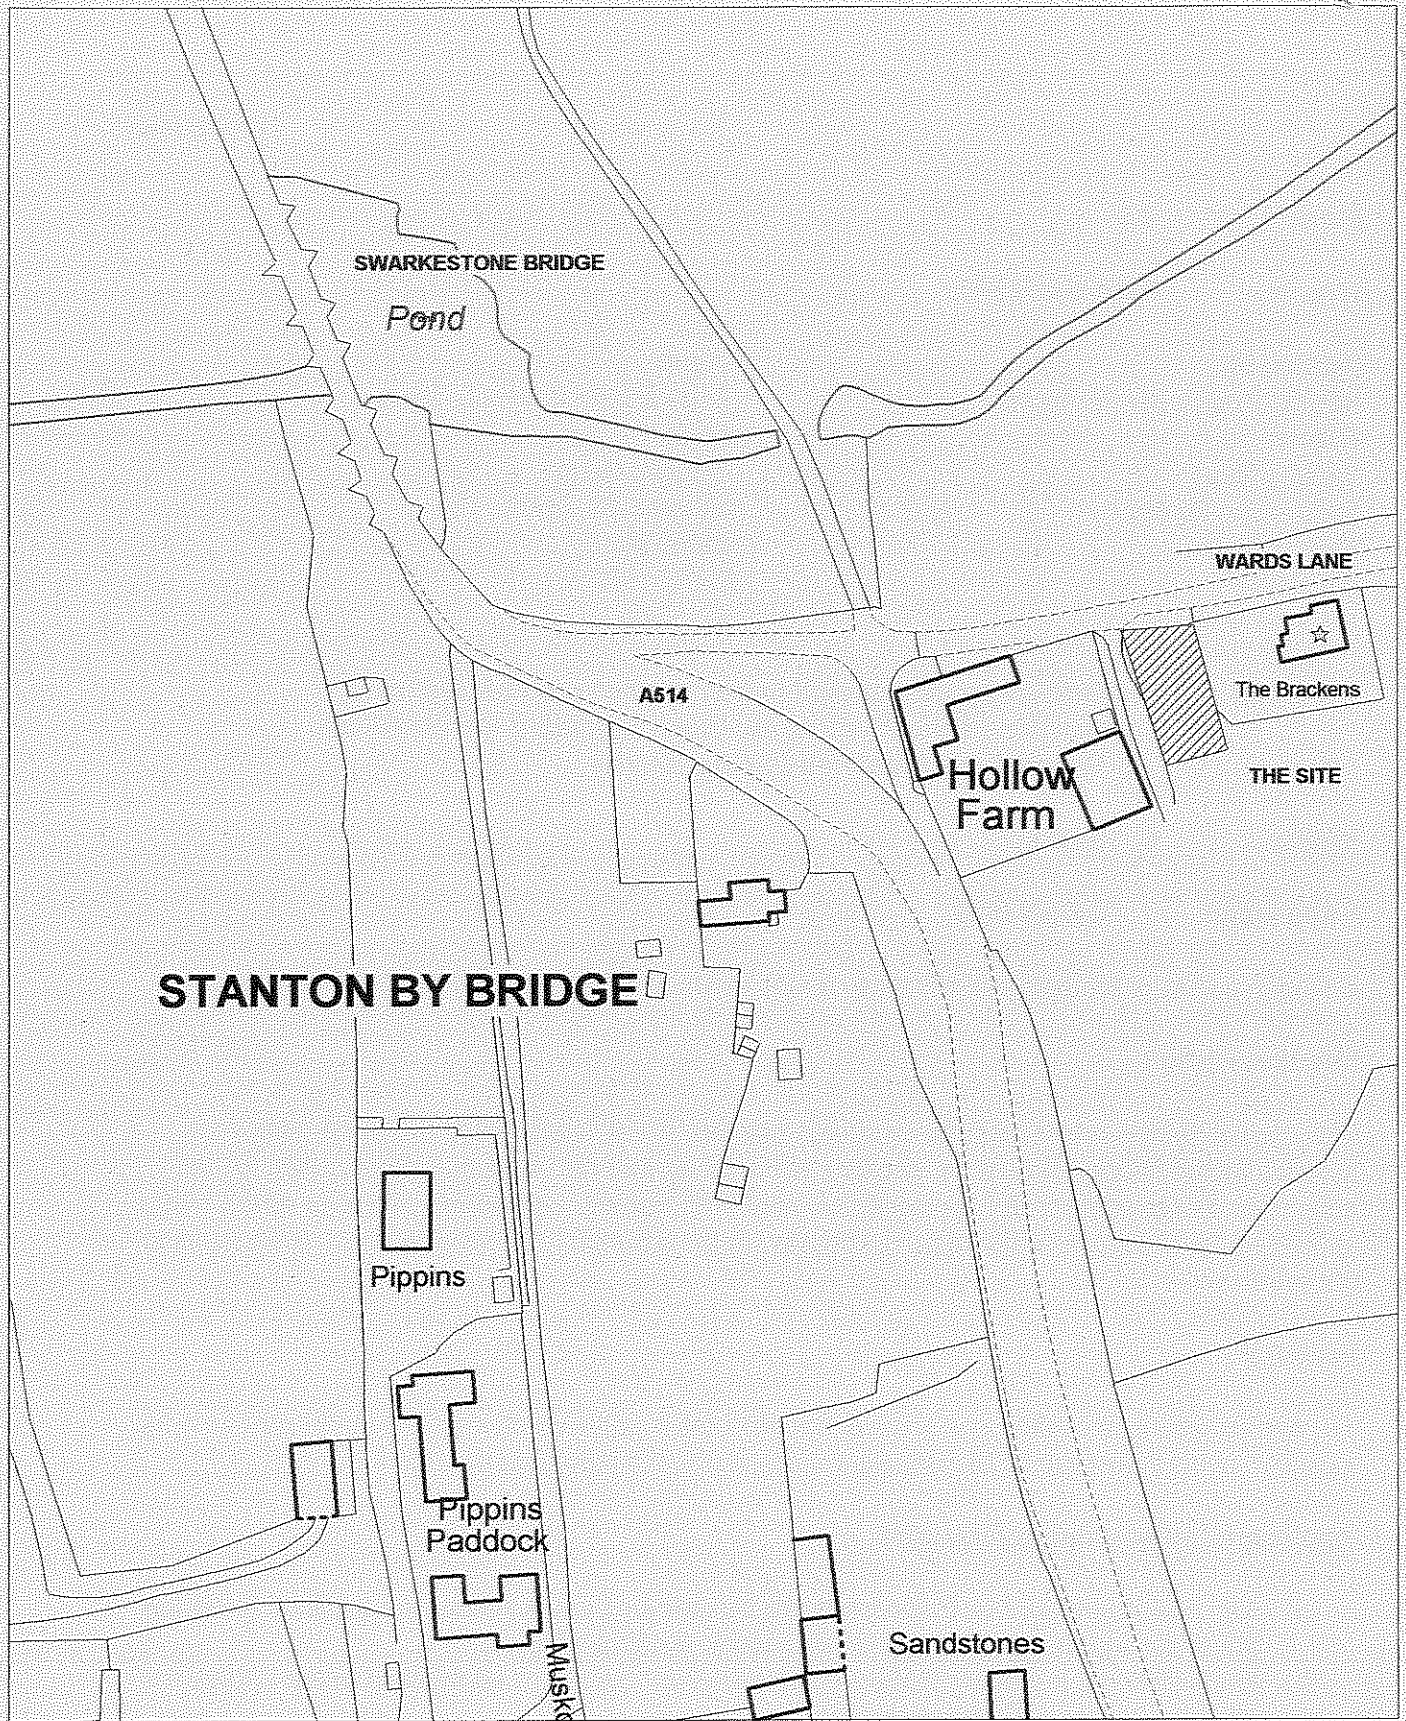 SWARKESTONE BRIDGE
Pond
WARDS LANE
The Brackens
A514
THE SITE
Hollow
Farm
STANTON BY BRIDGE
Pippins
Pippins
Paddock
Sandstones